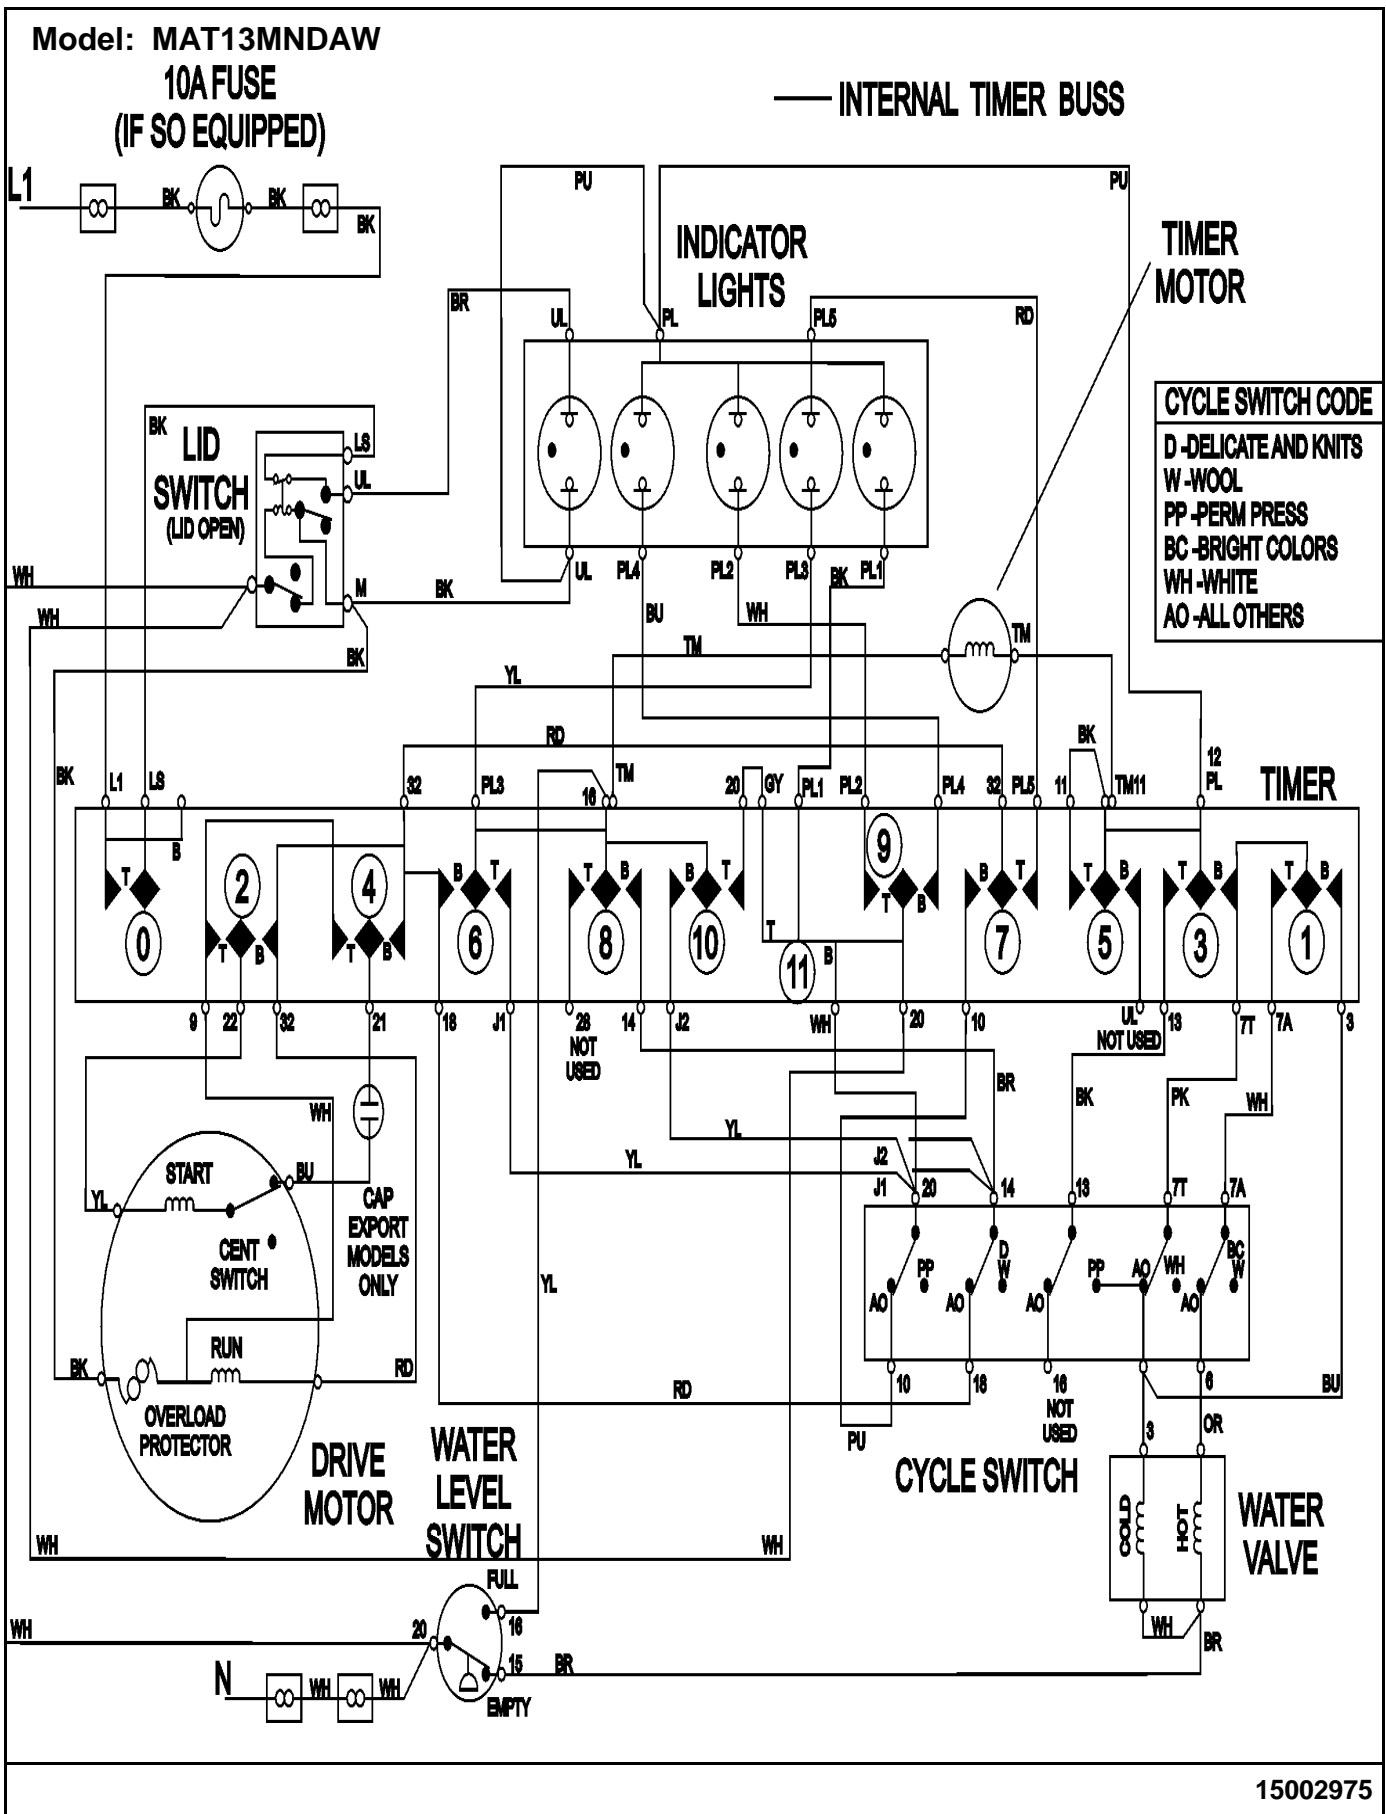 Model: MAT13MNDAW
10A FUSE
(IF SO EQUIPPED)
INTERNAL TIMER BUSS
L1
BK
BK
BK
PU
PU
INDICATOR
LIGHTS
TIMER
MOTOR
BR
UL
PL
PL5
RD
CYCLE SWITCH CODE
D -DELICATE AND KNITS
W -WOOL
PP -PERM PRESS
BC -BRIGHT COLORS
WH -WHITE
AO -ALL OTHERS
BK
LID
SWITCH
(LID OPEN)
LS
UL
M
WH
WH
BK
BK
UL
PL4
PL2
PL3
BK
PL1
BU
WH
TM
TM
YL
RD
BK
BK
L1
LS
32
PL3
16
TM
20
GY
PL1
PL2
PL4
32
PL5
11
TM11
12
PL
TIMER
B
T
0
2
T
B
4
T
B
B
T
6
T
B
8
B
T
10
T
11
B
9
T
B
B
T
7
T
B
5
T
B
3
T
B
1
9
22
32
21
18
J1
28
NOT
USED
14
J2
WH
20
10
UL
NOT USED
13
7T
7A
3
WH
BR
BK
PK
WH
YL
YL
J2
J1
20
14
13
7T
7A
START
YL
BU
CENT
SWITCH
CAP
EXPORT
MODELS
ONLY
YL
AO
PP
AO
D
W
AO
PP
AO
WH
AO
BC
W
RUN
BK
RD
OVERLOAD
PROTECTOR
DRIVE
MOTOR
RD
10
18
16
NOT
USED
6
BU
PU
3
OR
CYCLE SWITCH
WATER
LEVEL
SWITCH
COLD
HOT
WATER
VALVE
WH
WH
FULL
16
WH
20
15
BR
EMPTY
WH
BR
N
WH
WH
15002975